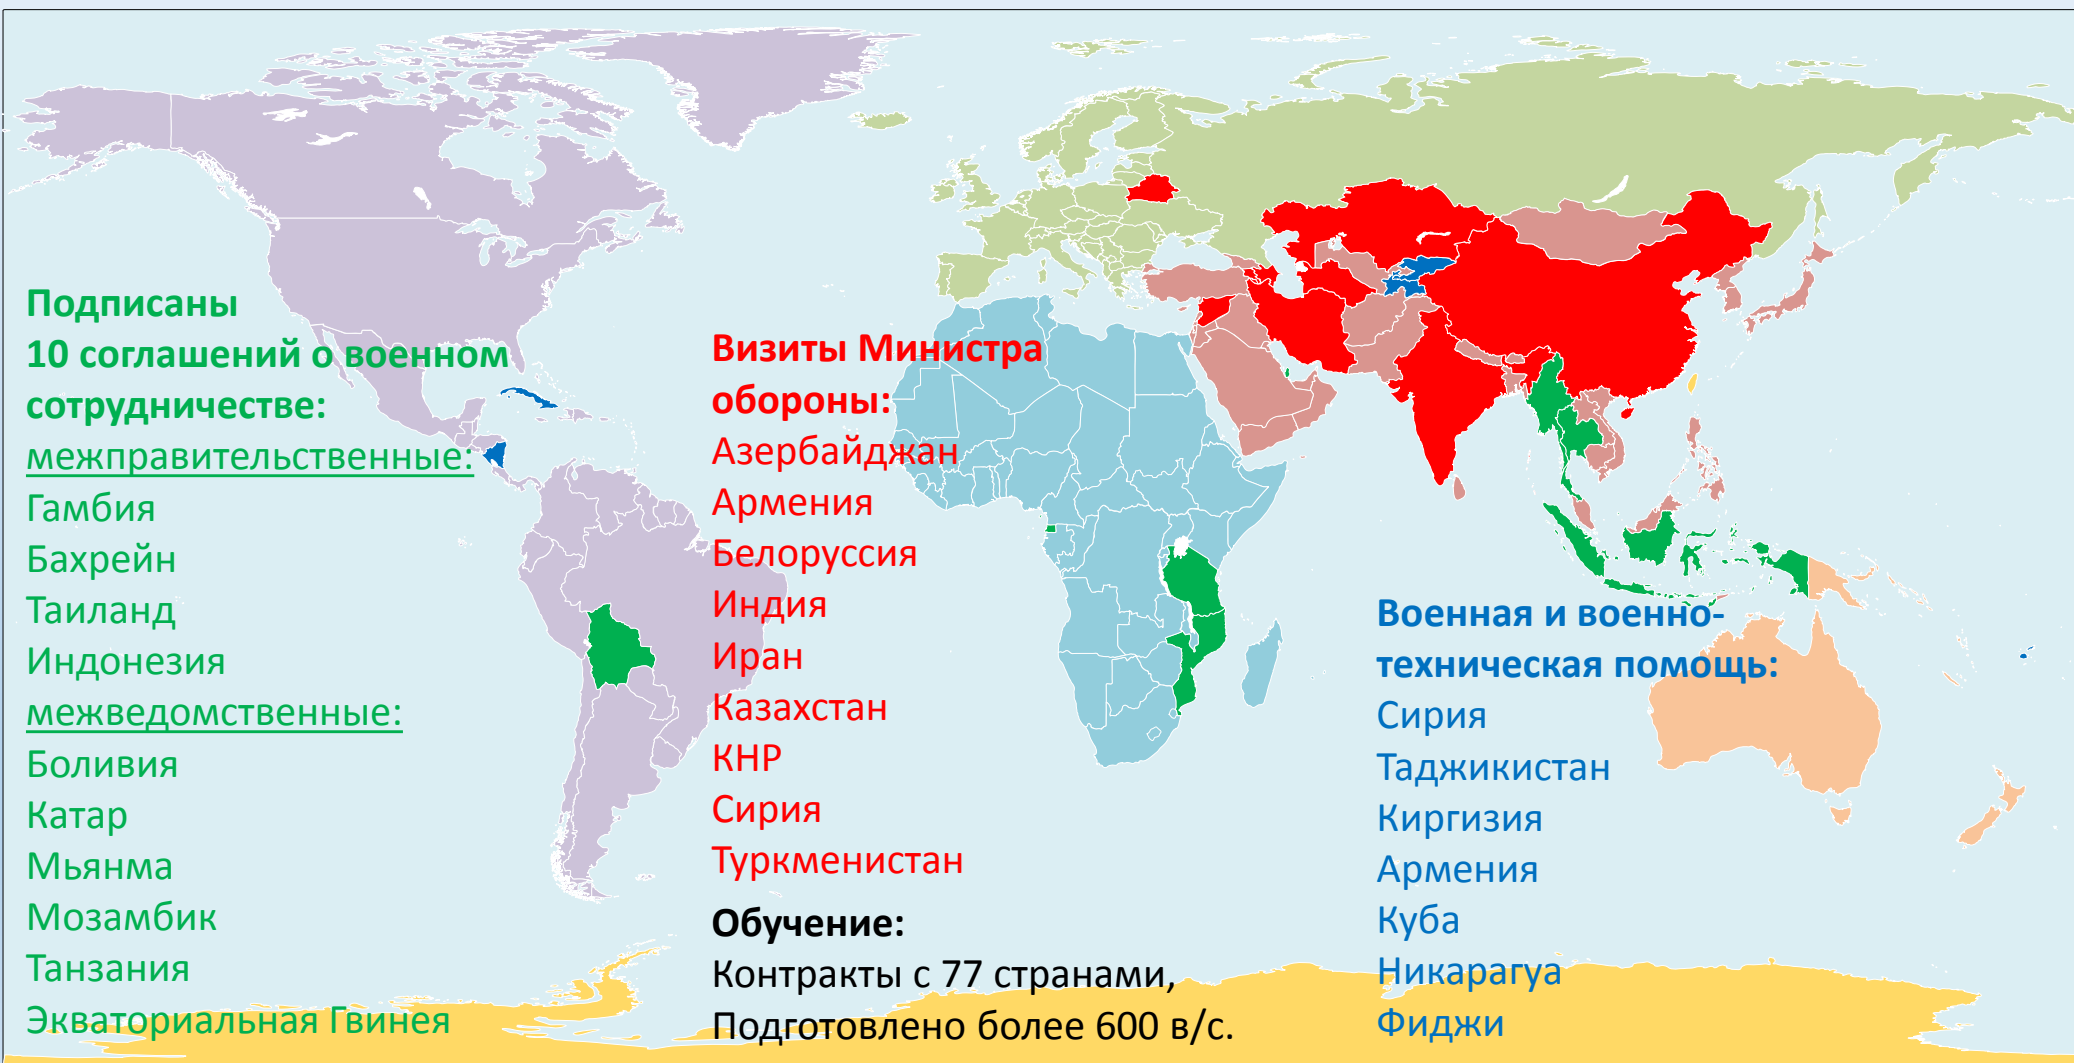 Подписаны
10 соглашений о военном
сотрудничестве:
межправительственные:
Гамбия
Бахрейн
Таиланд
Индонезия
межведомственные:
Боливия
Катар
Мьянма
Мозамбик
Танзания
Экваториальная Гвинея
Визиты Министра
обороны:
Азербайджан
Армения
Белоруссия
Индия
Иран
Казахстан
КНР
Сирия
Туркменистан
Обучение:
Контракты с 77 странами,
Подготовлено более 600 в/с.
Военная и военно-
техническая помощь:
Сирия
Таджикистан
Киргизия
Армения
Куба
Никарагуа
Фиджи